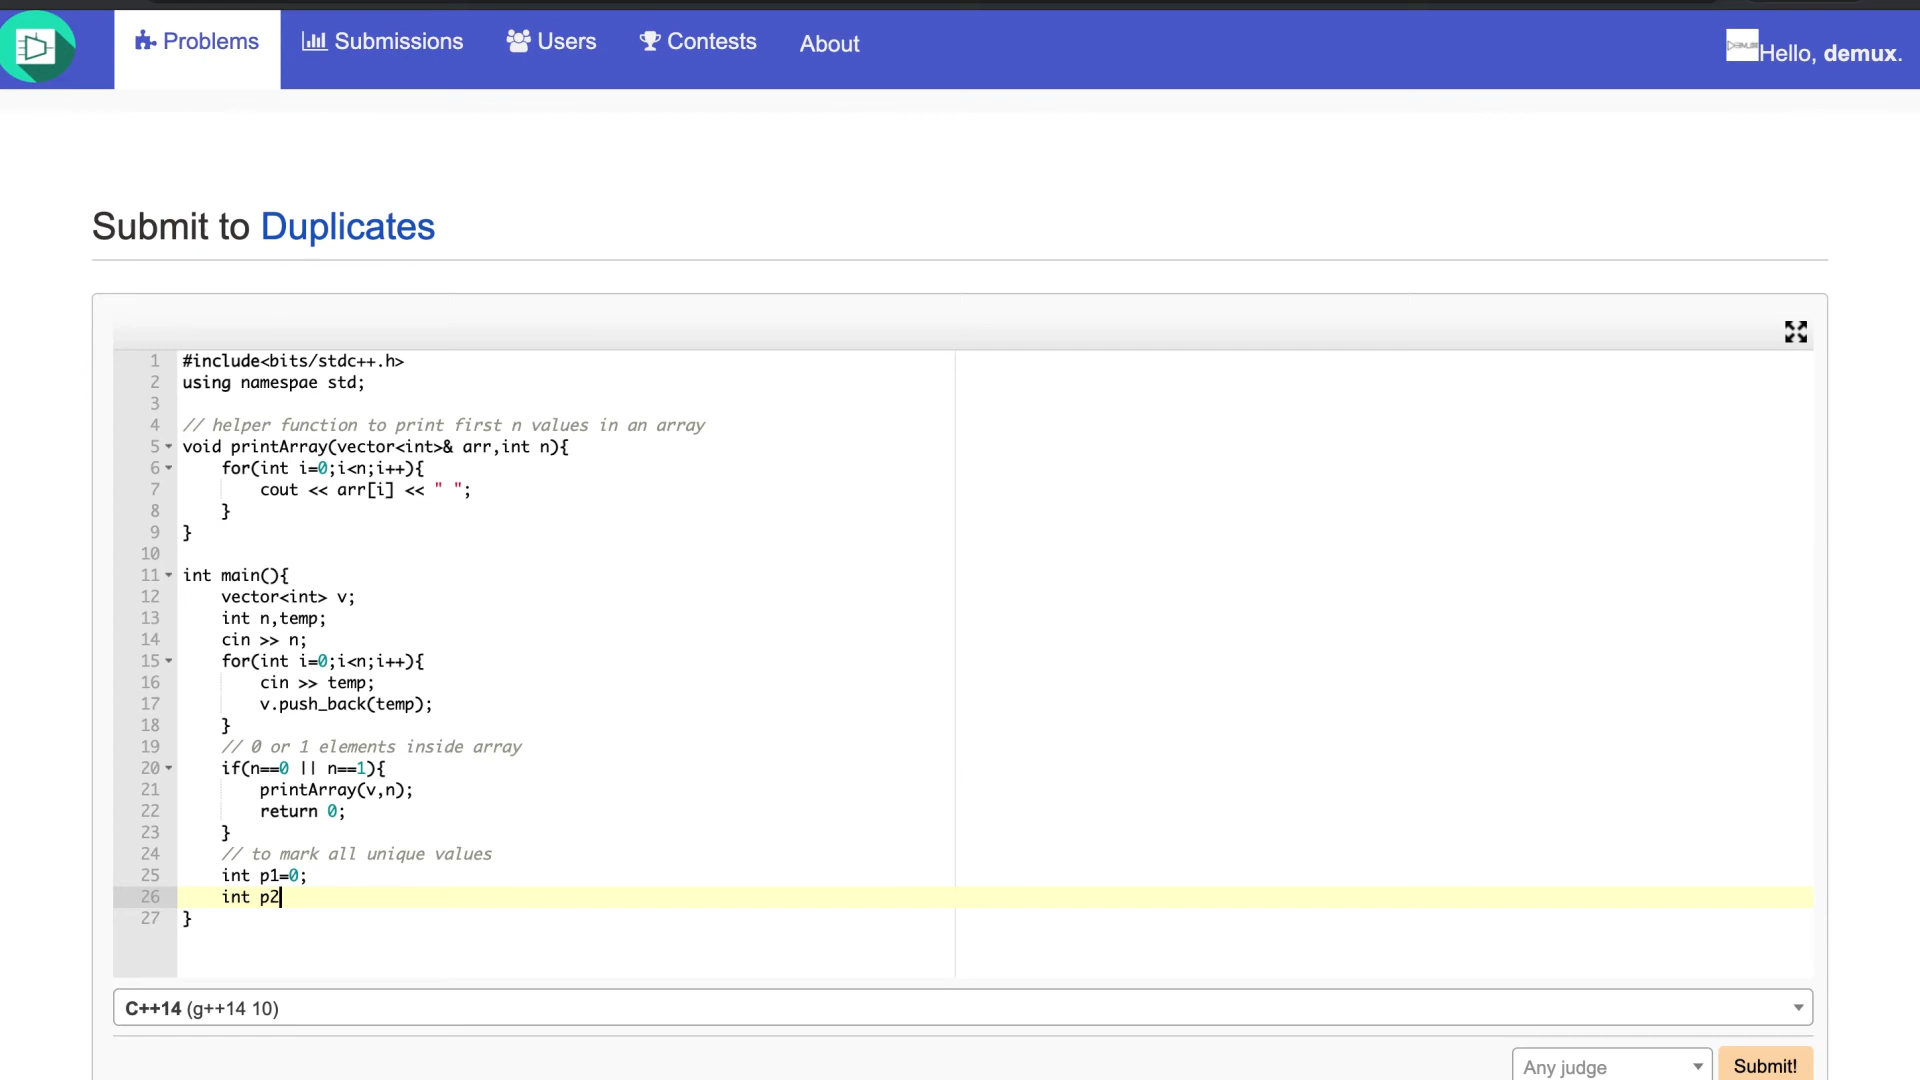 Problems Submissions Users Contests About Hello, demux.
Submit to Duplicates
1 #include<bits/stdc++.h>
2 using namespae std;
3
4 // helper function to print first n values in an array
5 void printArray(vector<int>& arr,int n){
6 for(int i=0;i<n;i++){
7 cout << arr[i] << " ";
8 }
9 }
10
11 int main(){
12 vector<int> v;
13 int n,temp;
14 cin >> n;
15 for(int i=0;i<n;i++){
16 cin >> temp;
17 v.push_back(temp);
18 }
19 // 0 or 1 elements inside array
20 if(n==0 || n==1){
21 printArray(v,n);
22 return 0;
23 }
24 // to mark all unique values
25 int p1=0;
26 int p2
27 }
C++14 (g++14 10)
Any judge Submit!